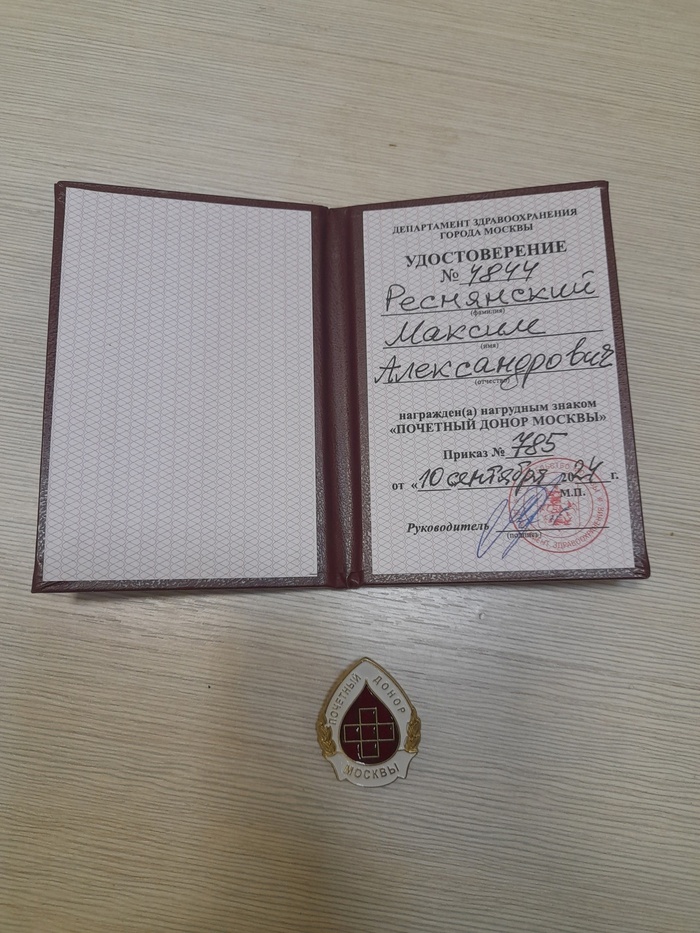 ДЕПАРТАМЕНТ ЗДРАВООХРАНЕНИЯ
ГОРОДА МОСКВЫ
УДОСТОВЕРЕНИЕ
№ 4844
Реснянский
(фамилия)
Максим
(имя)
Александрович
(отчество)
награжден(а) нагрудным знаком
«ПОЧЕТНЫЙ ДОНОР МОСКВЫ»
Приказ № 785
от «10 сентября 2024 г.
М.П.
Руководитель
(подпись)
ПОЧЕТНЫЙ ДОНОР
МОСКВЫ